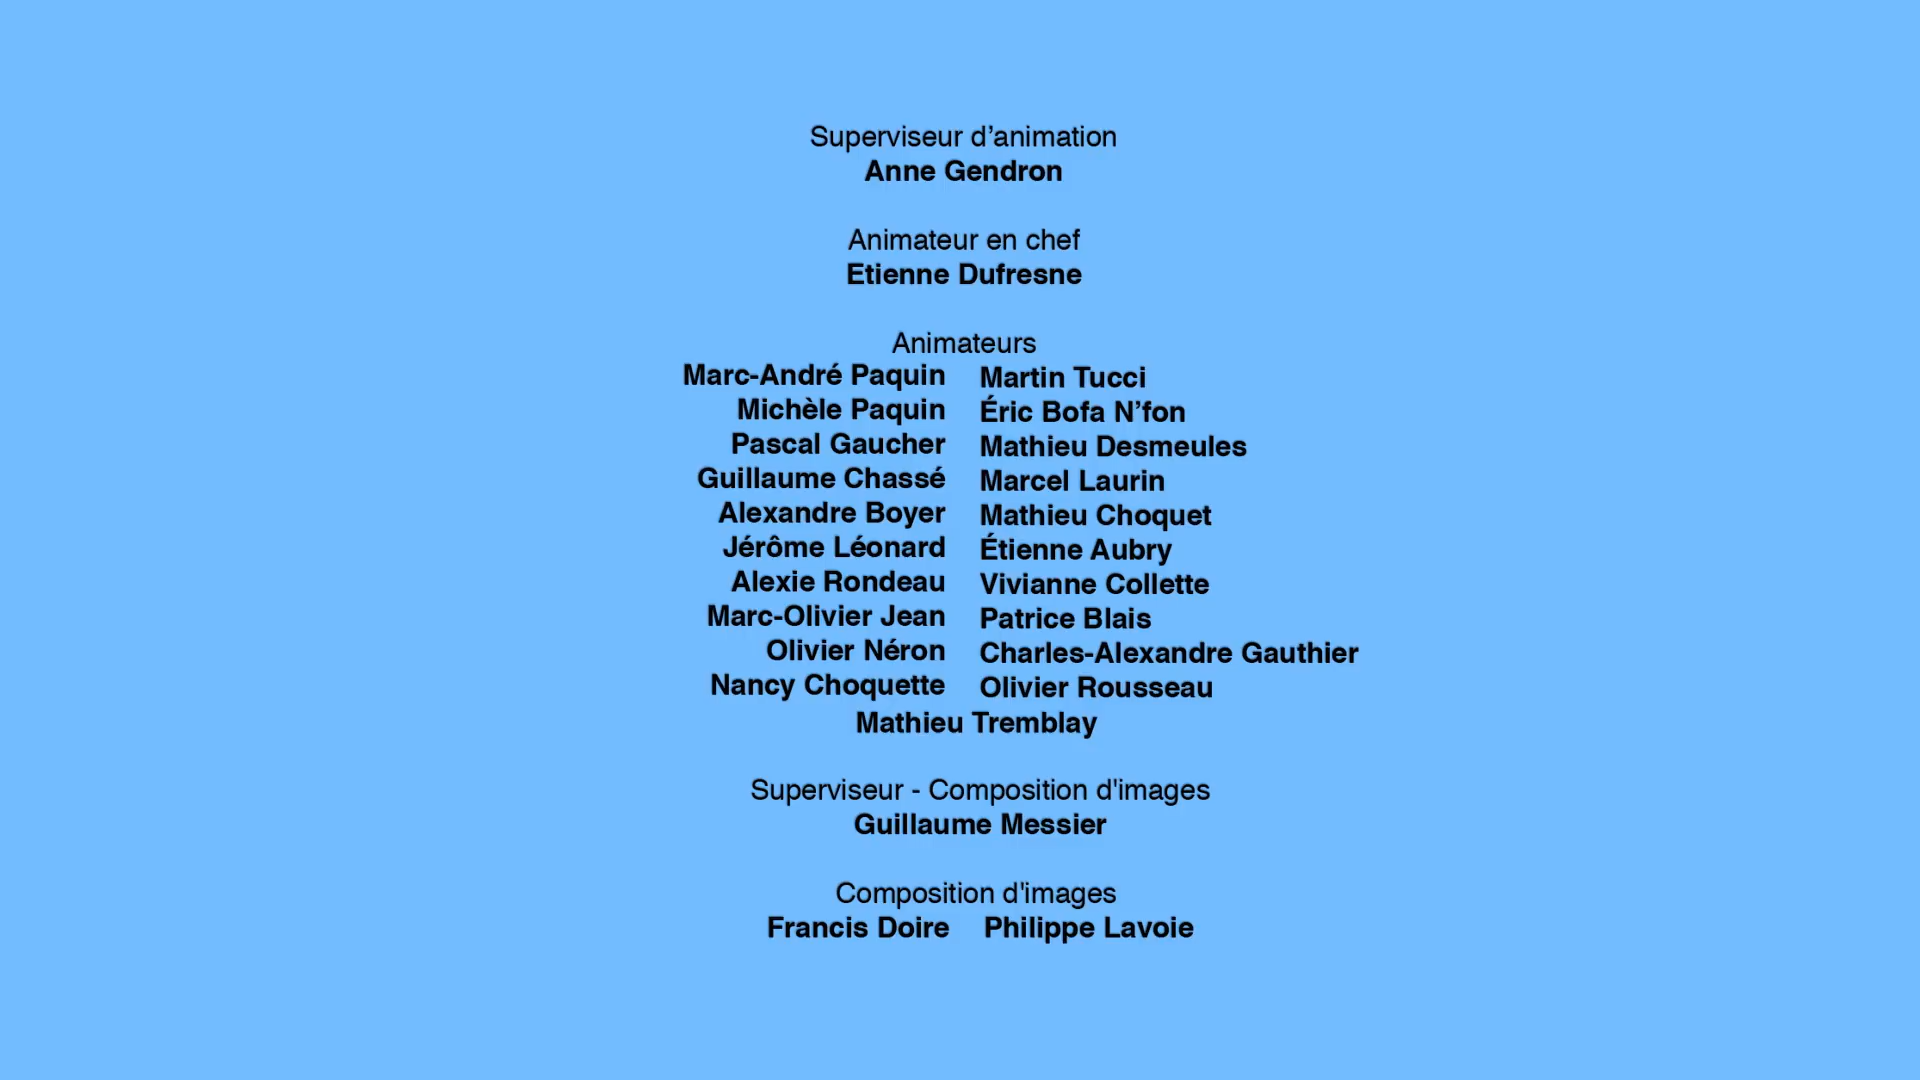 Superviseur d’animation
Anne Gendron
Animateur en chef
Etienne Dufresne
Animateurs
Marc-André Paquin Martin Tucci
Michèle Paquin Éric Bofa N’fon
Pascal Gaucher Mathieu Desmeules
Guillaume Chassé Marcel Laurin
Alexandre Boyer Mathieu Choquet
Jérôme Léonard Étienne Aubry
Alexie Rondeau Vivianne Collette
Marc-Olivier Jean Patrice Blais
Olivier Néron Charles-Alexandre Gauthier
Nancy Choquette Olivier Rousseau
Mathieu Tremblay
Superviseur - Composition d'images
Guillaume Messier
Composition d'images
Francis Doire Philippe Lavoie